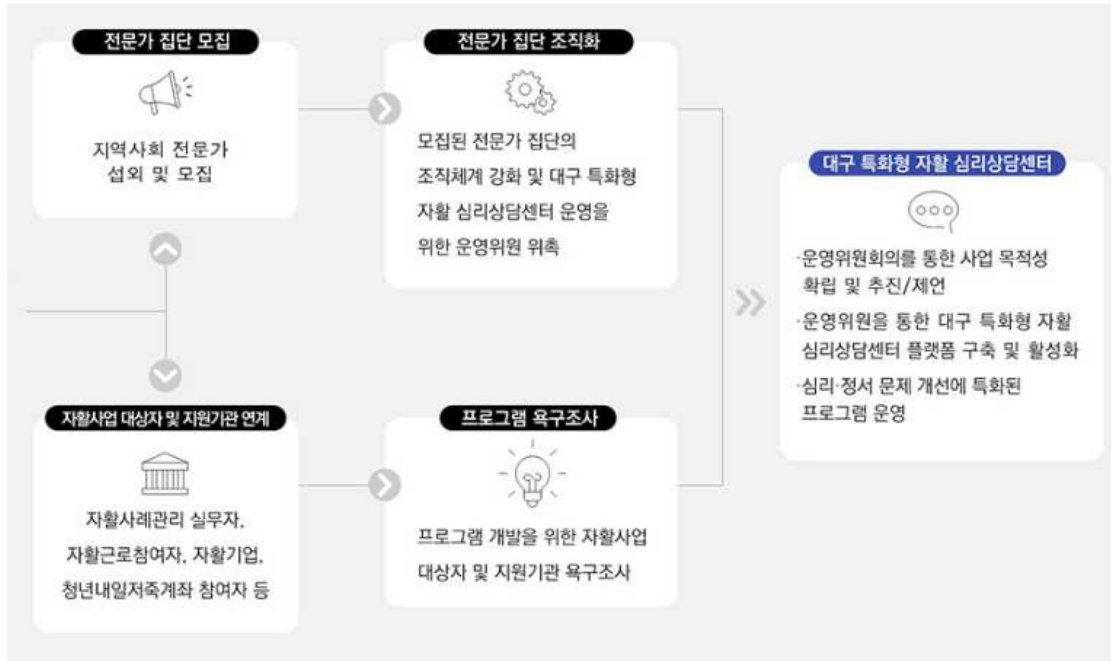 전문가 집단 모집
지역사회 전문가
섭외 및 모집
전문가 집단 조직화
모집된 전문가 집단의
조직체계 강화 및 대구 특화형
자활 심리상담센터 운영을
위한 운영위원 위촉
자활사업 대상자 및 지원기관 연계
자활사례관리 실무자,
자활근로참여자, 자활기업,
청년내일저축계좌 참여자 등
프로그램 욕구조사
프로그램 개발을 위한 자활사업
대상자 및 지원기관 욕구조사
대구 특화형 자활 심리상담센터
·운영위원회의를 통한 사업 목적성
확립 및 추진/제언
·운영위원을 통한 대구 특화형 자활
심리상담센터 플랫폼 구축 및 활성화
·심리·정서 문제 개선에 특화된
프로그램 운영